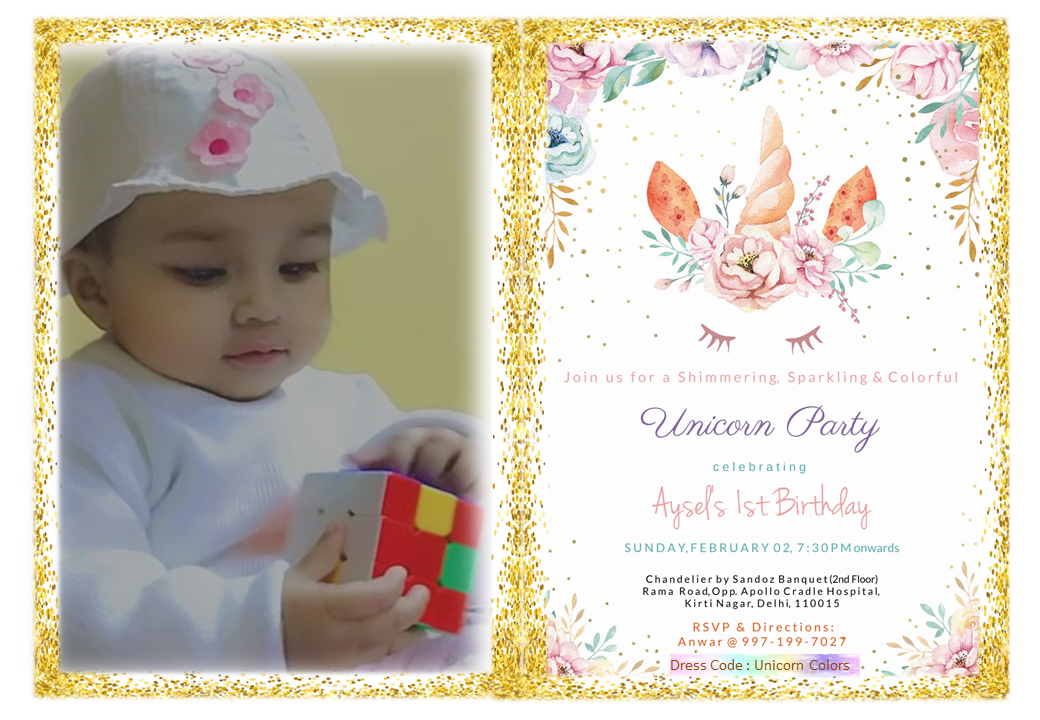 Join us for a Shimmering, Sparkling & Colorful
Unicorn Party
celebrating
Aysel's 1st Birthday
SUNDAY, FEBRUARY 02, 7:30PM onwards
Chandelier by Sandoz Banquet (2nd Floor)
Rama Road, Opp. Apollo Cradle Hospital,
Kirti Nagar, Delhi, 110015
RSVP & Directions:
Anwar @ 997-199-7027
Dress Code : Unicorn Colors